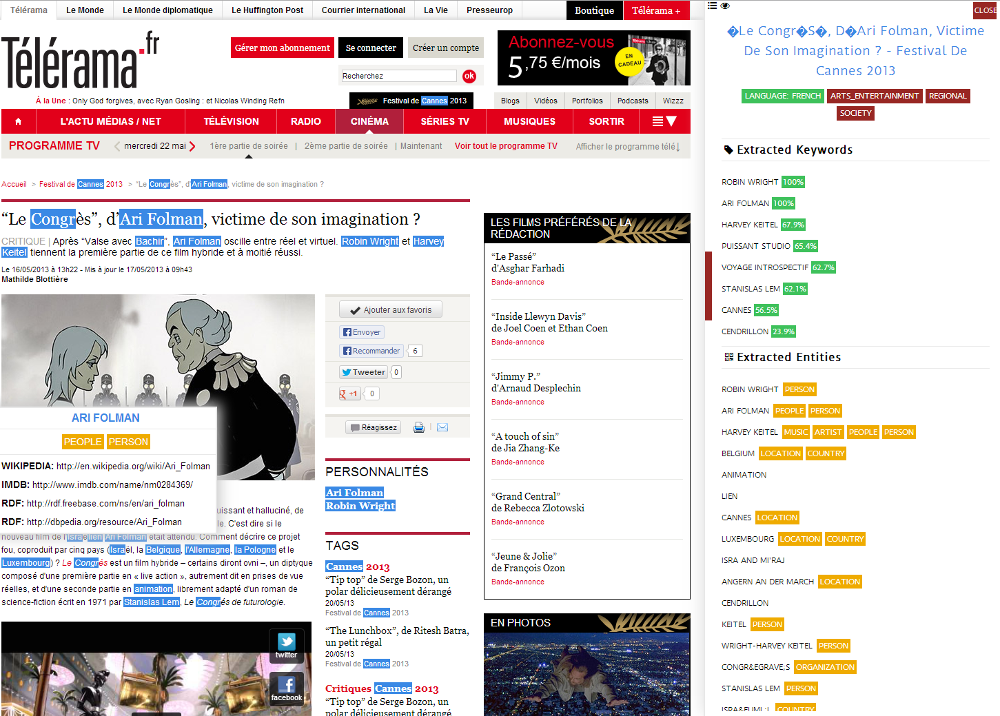 Télérama
Le Monde
Le Monde diplomatique
Le Huffington Post
Courrier international
La Vie
Presseurop
Boutique
Télérama +
Télérama.fr
Gérer mon abonnement
Se connecter
Créer un compte
Recherchez
ok
Abonnez-vous
5,75 €/mois
EN CADEAU
À la Une : Only God forgives, avec Ryan Gosling : et Nicolas Winding Refn
Festival de Cannes 2013
Blogs
Vidéos
Portfolios
Podcasts
Wizzz
L'ACTU MÉDIAS / NET
TÉLÉVISION
RADIO
CINÉMA
SÉRIES TV
MUSIQUES
SORTIR
PROGRAMME TV
mercredi 22 mai
1ère partie de soirée
2ème partie de soirée
Maintenant
Voir tout le programme TV
Afficher le programme télé
Accueil > Festival de Cannes 2013 > “Le Congrès”, d'Ari Folman, victime de son imagination ?
“Le Congrès”, d’Ari Folman, victime de son imagination ?
CRITIQUE | Après “Valse avec Bachir”, Ari Folman oscille entre réel et virtuel. Robin Wright et Harvey
Keitel tiennent la première partie de ce film hybride et à moitié réussi.
Le 16/05/2013 à 13h22 - Mis à jour le 17/05/2013 à 09h43
Mathilde Blottière
ARI FOLMAN
PEOPLE PERSON
WIKIPEDIA: http://en.wikipedia.org/wiki/Ari_Folman
IMDB: http://www.imdb.com/name/nm0284369/
RDF: http://rdf.freebase.com/ns/en/ari_folman
RDF: http://dbpedia.org/resource/Ari_Folman
uissant et halluciné, de
le. C'est dire si le
nouveau film de l'Israélien Ari Folman était attendu. Comment décrire ce projet
fou, coproduit par cinq pays (Israël, la Belgique, l'Allemagne, la Pologne et le
Luxembourg) ? Le Congrès est un film hybride – certains diront ovni –, un diptyque
composé d'une première partie en « live action », autrement dit en prises de vue
réelles, et d'une seconde partie en animation, librement adapté d'un roman de
science-fiction écrit en 1971 par Stanislas Lem, Le Congrès de futurologie.
twitter
facebook
Ajouter aux favoris
Envoyer
Recommander 6
Tweeter 0
+1 0
Réagissez
PERSONNALITÉS
Ari Folman
Robin Wright
TAGS
Cannes 2013
“Tip top” de Serge Bozon, un
polar délicieusement dérangé
20/05/13
Festival de Cannes 2013
“The Lunchbox”, de Ritesh Batra,
un petit régal
20/05/13
Festival de Cannes 2013
Critiques Cannes 2013
“Tip top” de Serge Bozon, un
polar délicieusement dérangé
LES FILMS PRÉFÉRÉS DE LA
RÉDACTION
“Le Passé”
d'Asghar Farhadi
Bande-annonce
“Inside Llewyn Davis”
de Joel Coen et Ethan Coen
Bande-annonce
“Jimmy P.”
d'Arnaud Desplechin
Bande-annonce
“A touch of sin”
de Jia Zhang-Ke
Bande-annonce
“Grand Central”
de Rebecca Zlotowski
Bande-annonce
“Jeune & Jolie”
de François Ozon
Bande-annonce
EN PHOTOS
CLOSE
�Le Congr�S�, D�Ari Folman, Victime
De Son Imagination ? - Festival De
Cannes 2013
LANGUAGE: FRENCH ARTS_ENTERTAINMENT REGIONAL
SOCIETY
Extracted Keywords
ROBIN WRIGHT 100%
ARI FOLMAN 100%
HARVEY KEITEL 67.9%
PUISSANT STUDIO 65.4%
VOYAGE INTROSPECTIF 62.7%
STANISLAS LEM 62.1%
CANNES 56.5%
CENDRILLON 23.9%
Extracted Entities
ROBIN WRIGHT PERSON
ARI FOLMAN PEOPLE PERSON
HARVEY KEITEL MUSIC ARTIST PEOPLE PERSON
BELGIUM LOCATION COUNTRY
ANIMATION
LIEN
CANNES LOCATION
LUXEMBOURG LOCATION COUNTRY
ISRA AND MI'RAJ
ANGERN AN DER MARCH LOCATION
CENDRILLON
KEITEL PERSON
WRIGHT-HARVEY KEITEL PERSON
CONGR&EGRAVE;S ORGANIZATION
STANISLAS LEM PERSON
ISRA&EUML;L COUNTRY